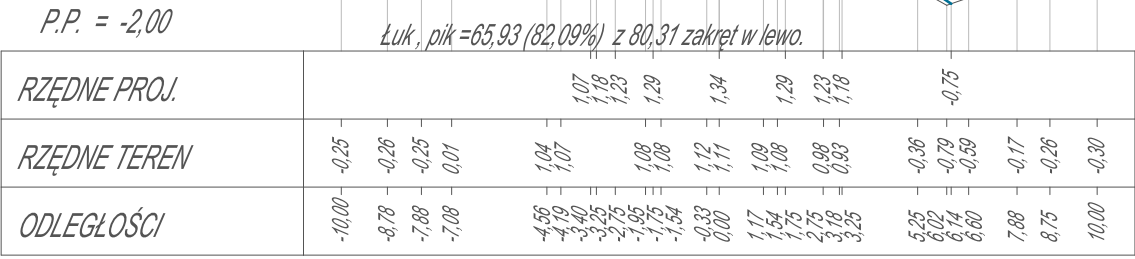 P.P. = -2,00
Łuk , pik =65,93 (82,09%) z 80,31 zakręt w lewo.
RZĘDNE PROJ. 1,07 1,18 1,23 1,29 1,34 1,29 1,23 1,18 -0,75
RZĘDNE TEREN -0,25 -0,26 -0,25 0,01 1,04 1,07 1,08 1,08 1,12 1,11 1,09 1,08 0,98 0,93 -0,36 -0,79 -0,59 -0,17 -0,26 -0,30
ODLEGŁOŚCI -10,00 -8,78 -7,88 -7,08 -4,56 -4,19 -3,40 -3,25 -2,75 -1,95 -1,75 -1,54 -0,33 0,00 1,17 1,54 1,75 2,75 3,18 3,25 5,25 6,02 6,14 6,60 7,88 8,75 10,00